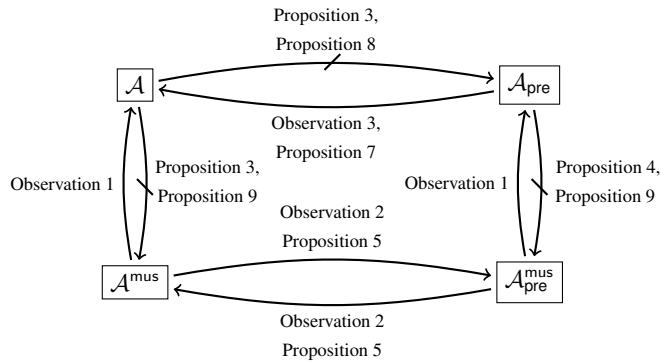 Proposition 3,
Proposition 8
𝒜
𝒜pre
Observation 3,
Proposition 7
Observation 1
Proposition 3,
Proposition 9
Observation 1
Proposition 4,
Proposition 9
Observation 2
Proposition 5
𝒜^mus
𝒜^mus_pre
Observation 2
Proposition 5